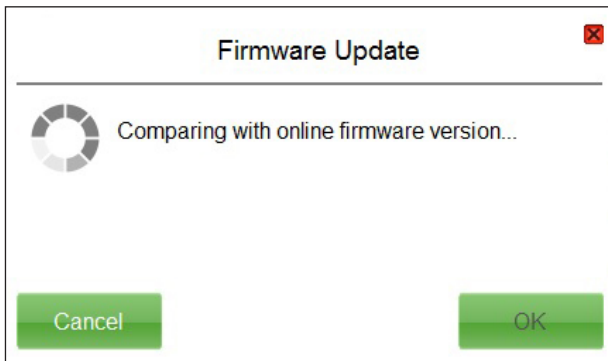 Firmware Update
Comparing with online firmware version...
Cancel
OK